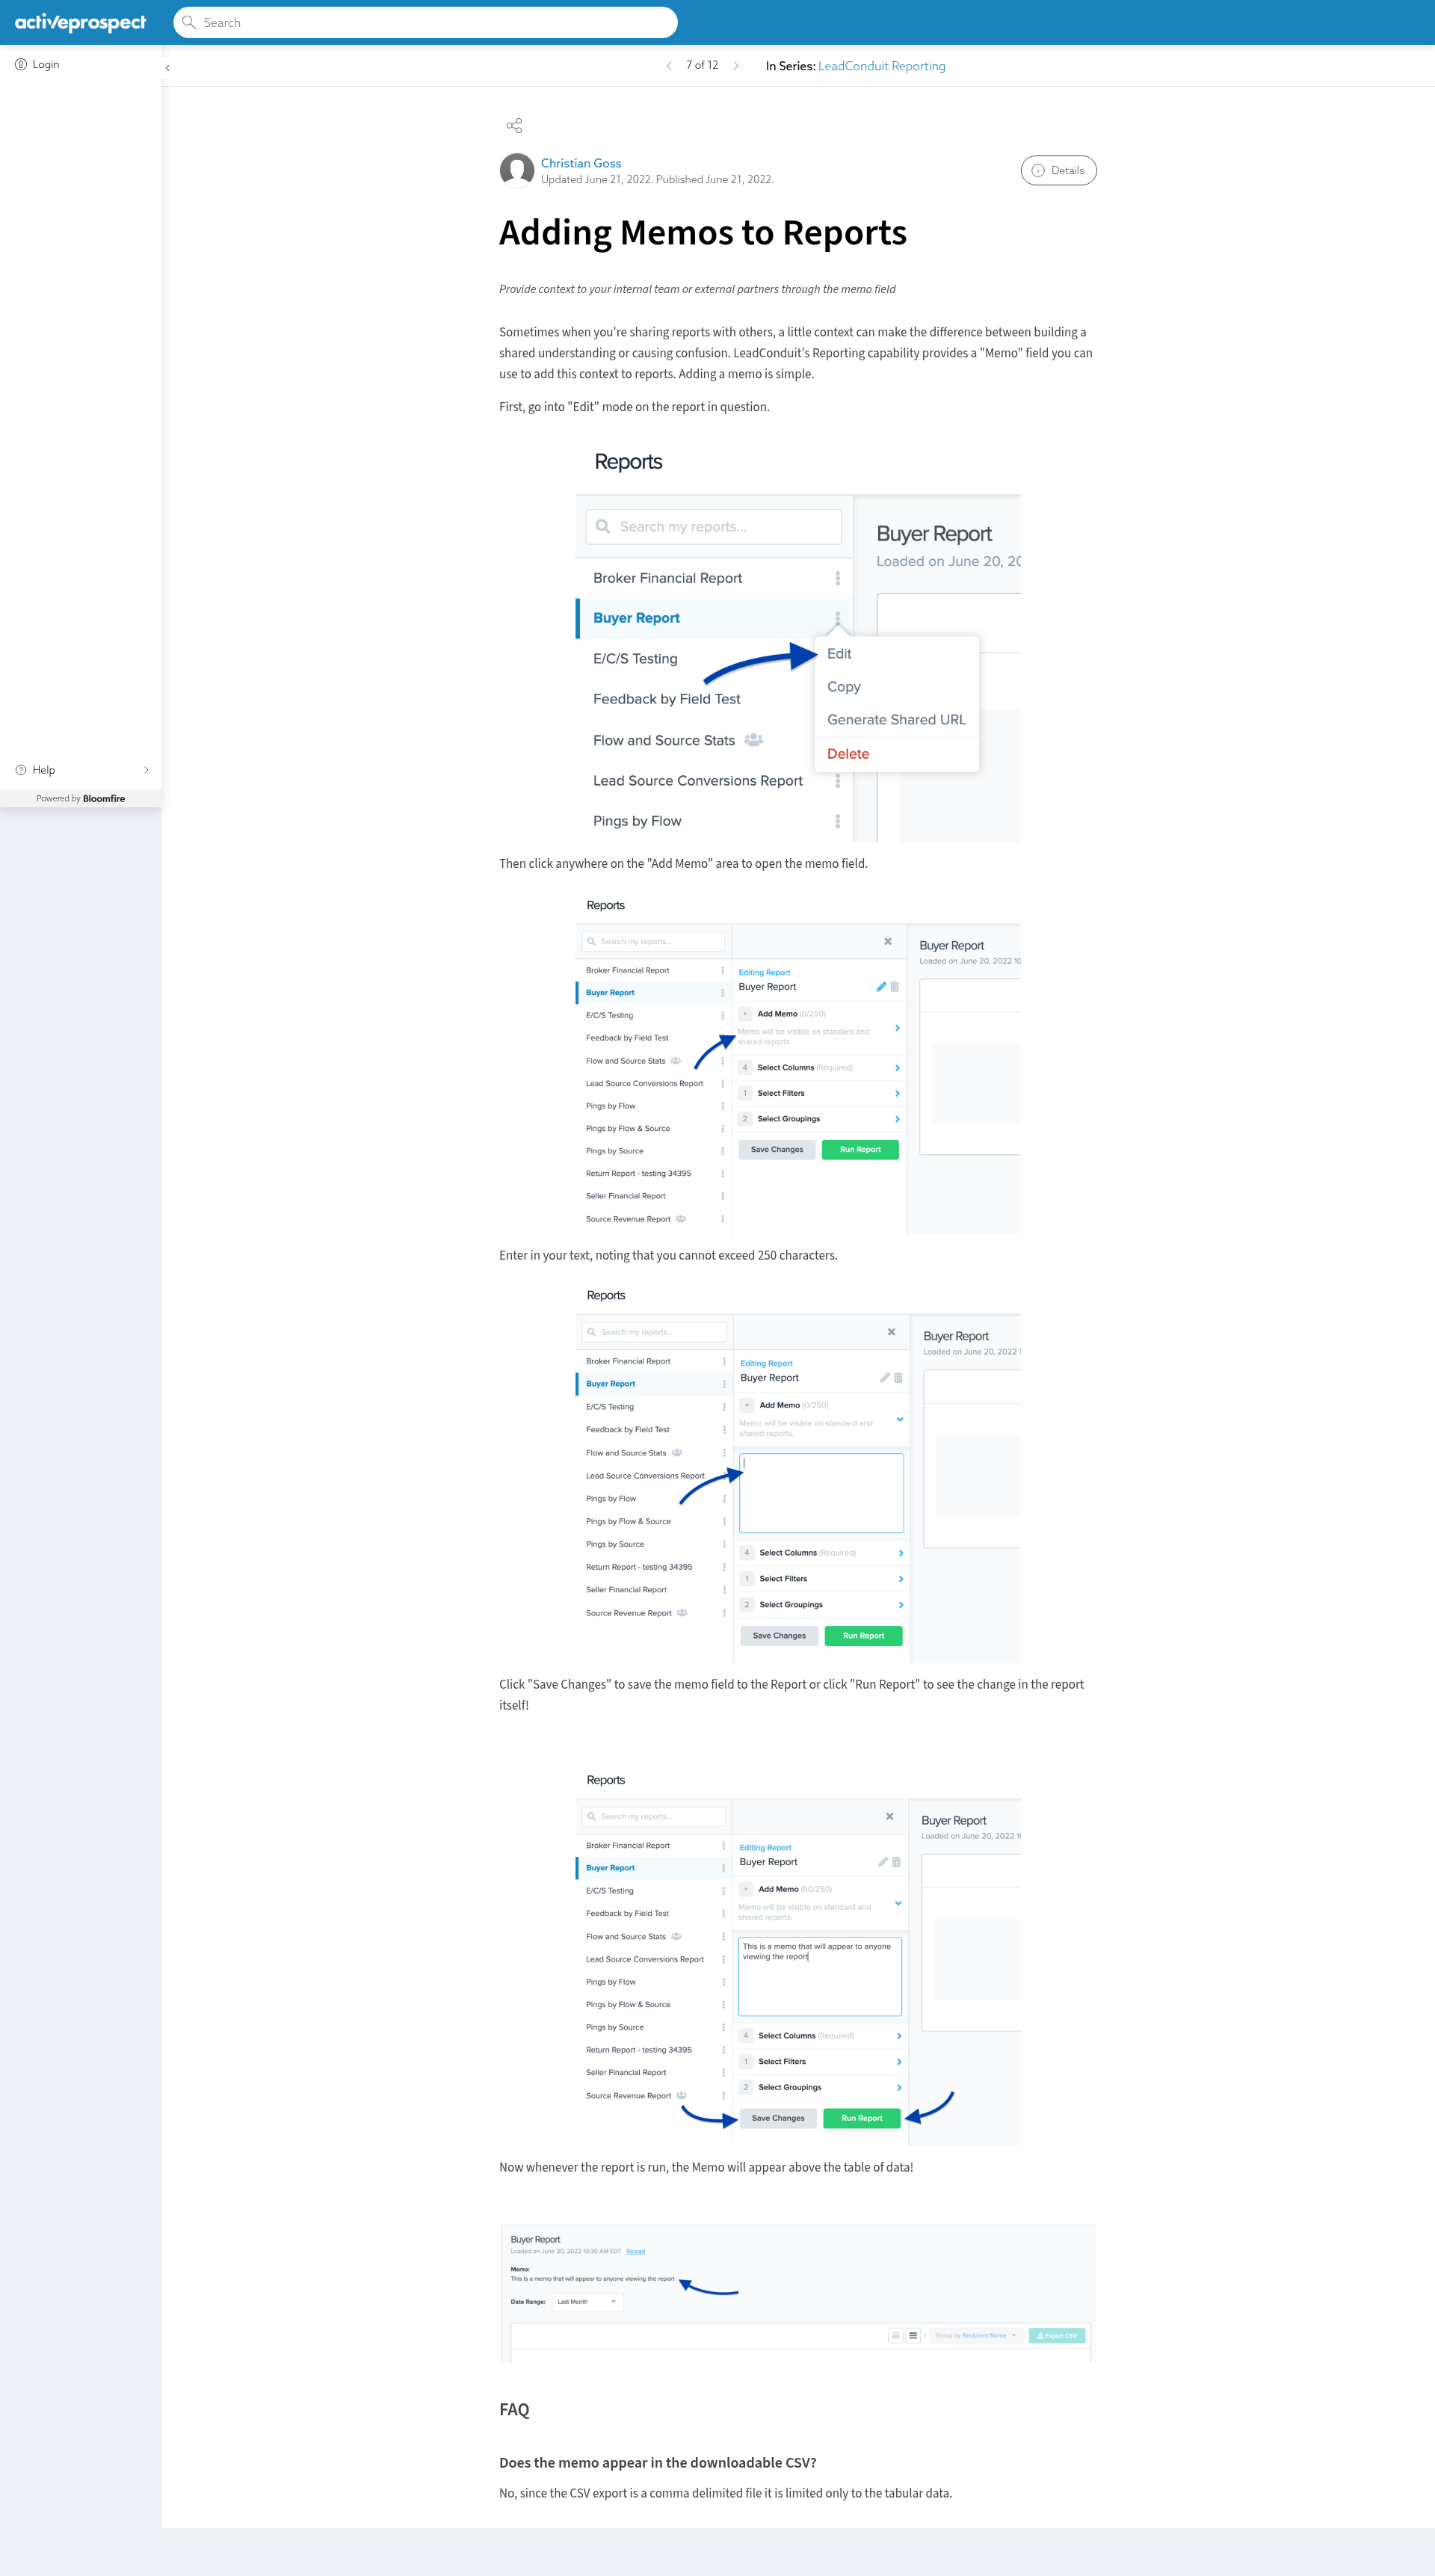 activeprospect
Search
Login
7 of 12
In Series: LeadConduit Reporting
Christian Goss
Updated June 21, 2022. Published June 21, 2022.
Details
Adding Memos to Reports
Provide context to your internal team or external partners through the memo field
Sometimes when you're sharing reports with others, a little context can make the difference between building a
shared understanding or causing confusion. LeadConduit's Reporting capability provides a "Memo" field you can
use to add this context to reports. Adding a memo is simple.
First, go into "Edit" mode on the report in question.
Reports
Search my reports...
Buyer Report
Loaded on June 20, 20
Broker Financial Report
Buyer Report
E/C/S Testing
Feedback by Field Test
Flow and Source Stats
Lead Source Conversions Report
Pings by Flow
Edit
Copy
Generate Shared URL
Delete
Help
Powered by Bloomfire
Then click anywhere on the "Add Memo" area to open the memo field.
Reports
Search my reports...
Broker Financial Report
Buyer Report
E/C/S Testing
Feedback by Field Test
Flow and Source Stats
Lead Source Conversions Report
Pings by Flow
Pings by Flow & Source
Pings by Source
Return Report - testing 34395
Seller Financial Report
Source Revenue Report
Editing Report
Buyer Report
+ Add Memo (0/250)
Memo will be visible on standard and
shared reports.
4 Select Columns (Required)
1 Select Filters
2 Select Groupings
Save Changes
Run Report
Buyer Report
Loaded on June 20, 2022 10
Enter in your text, noting that you cannot exceed 250 characters.
Reports
Search my reports...
Broker Financial Report
Buyer Report
E/C/S Testing
Feedback by Field Test
Flow and Source Stats
Lead Source Conversions Report
Pings by Flow
Pings by Flow & Source
Pings by Source
Return Report - testing 34395
Seller Financial Report
Source Revenue Report
Editing Report
Buyer Report
+ Add Memo (0/250)
Memo will be visible on standard and
shared reports.
4 Select Columns (Required)
1 Select Filters
2 Select Groupings
Save Changes
Run Report
Buyer Report
Loaded on June 20, 2022 1
Click "Save Changes" to save the memo field to the Report or click "Run Report" to see the change in the report
itself!
Reports
Search my reports...
Broker Financial Report
Buyer Report
E/C/S Testing
Feedback by Field Test
Flow and Source Stats
Lead Source Conversions Report
Pings by Flow
Pings by Flow & Source
Pings by Source
Return Report - testing 34395
Seller Financial Report
Source Revenue Report
Editing Report
Buyer Report
+ Add Memo (60/250)
Memo will be visible on standard and
shared reports.
This is a memo that will appear to anyone
viewing the report
4 Select Columns (Required)
1 Select Filters
2 Select Groupings
Save Changes
Run Report
Buyer Report
Loaded on June 20, 2022 1
Now whenever the report is run, the Memo will appear above the table of data!
Buyer Report
Loaded on June 20, 2022 10:30 AM EDT Reload
Memo:
This is a memo that will appear to anyone viewing the report
Date Range: Last Month
Group by Recipient Name
Export CSV
FAQ
Does the memo appear in the downloadable CSV?
No, since the CSV export is a comma delimited file it is limited only to the tabular data.